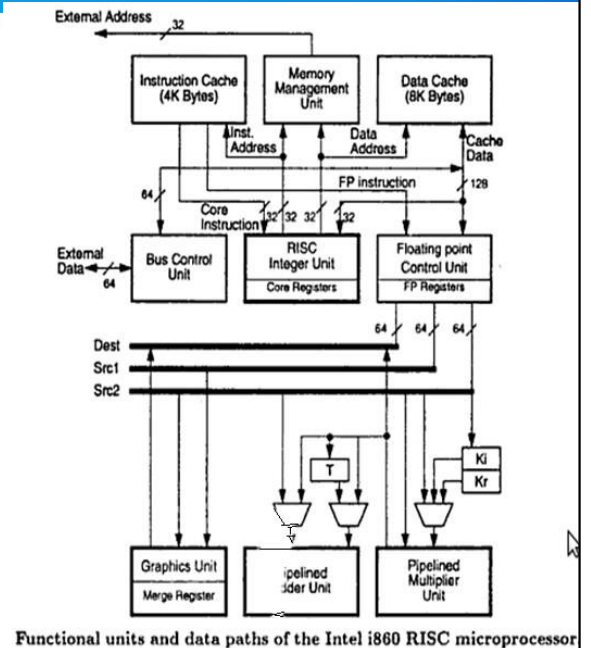 External Address
32
Instruction Cache
(4K Bytes)
Memory
Management
Unit
Data Cache
(8K Bytes)
Inst.
Address
Data
Address
Cache
Data
FP instruction
128
64
Core
Instruction
32
32
32
32
External
Data
64
Bus Control
Unit
RISC
Integer Unit
Core Registers
Floating point
Control Unit
FP Registers
64
64
64
Dest
Src1
Src2
T
Ki
Kr
Graphics Unit
Merge Register
ipelined
dder Unit
Pipelined
Multiplier
Unit
Functional units and data paths of the Intel i860 RISC microprocessor